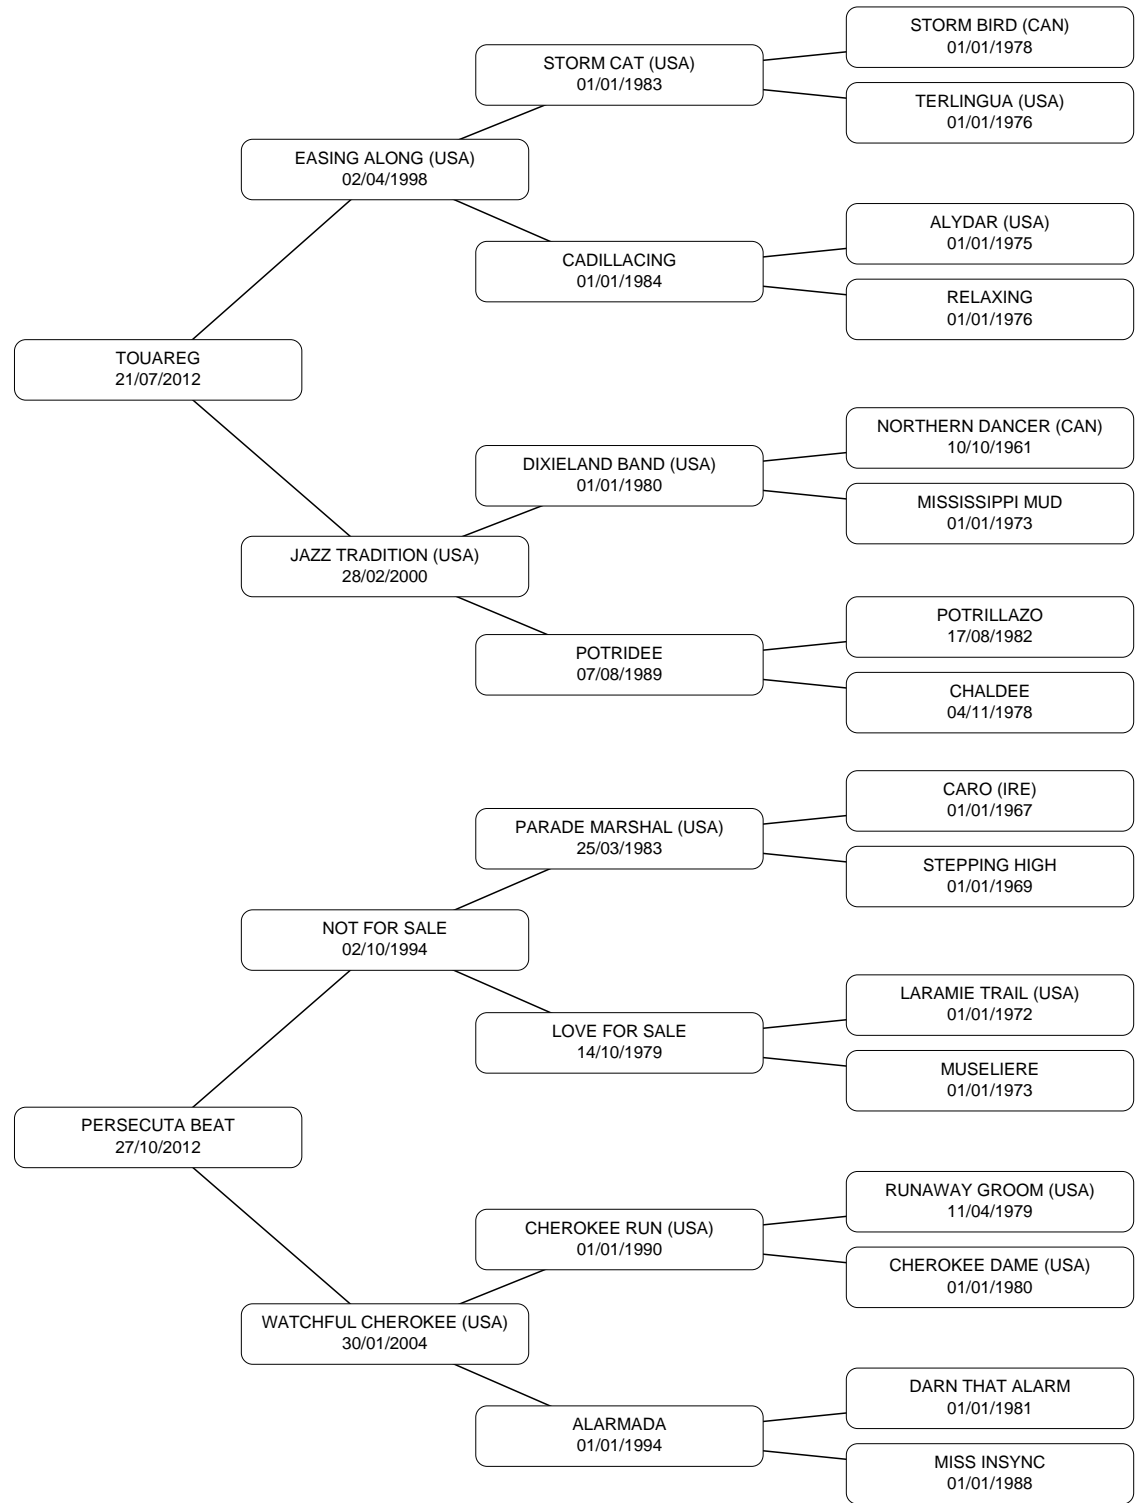 STORM BIRD (CAN)
01/01/1978
STORM CAT (USA)
01/01/1983
TERLINGUA (USA)
01/01/1976
EASING ALONG (USA)
02/04/1998
ALYDAR (USA)
01/01/1975
CADILLACING
01/01/1984
RELAXING
01/01/1976
TOUAREG
21/07/2012
NORTHERN DANCER (CAN)
10/10/1961
DIXIELAND BAND (USA)
01/01/1980
MISSISSIPPI MUD
01/01/1973
JAZZ TRADITION (USA)
28/02/2000
POTRILLAZO
17/08/1982
POTRIDEE
07/08/1989
CHALDEE
04/11/1978
CARO (IRE)
01/01/1967
PARADE MARSHAL (USA)
25/03/1983
STEPPING HIGH
01/01/1969
NOT FOR SALE
02/10/1994
LARAMIE TRAIL (USA)
01/01/1972
LOVE FOR SALE
14/10/1979
MUSELIERE
01/01/1973
PERSECUTA BEAT
27/10/2012
RUNAWAY GROOM (USA)
11/04/1979
CHEROKEE RUN (USA)
01/01/1990
CHEROKEE DAME (USA)
01/01/1980
WATCHFUL CHEROKEE (USA)
30/01/2004
DARN THAT ALARM
01/01/1981
ALARMADA
01/01/1994
MISS INSYNC
01/01/1988